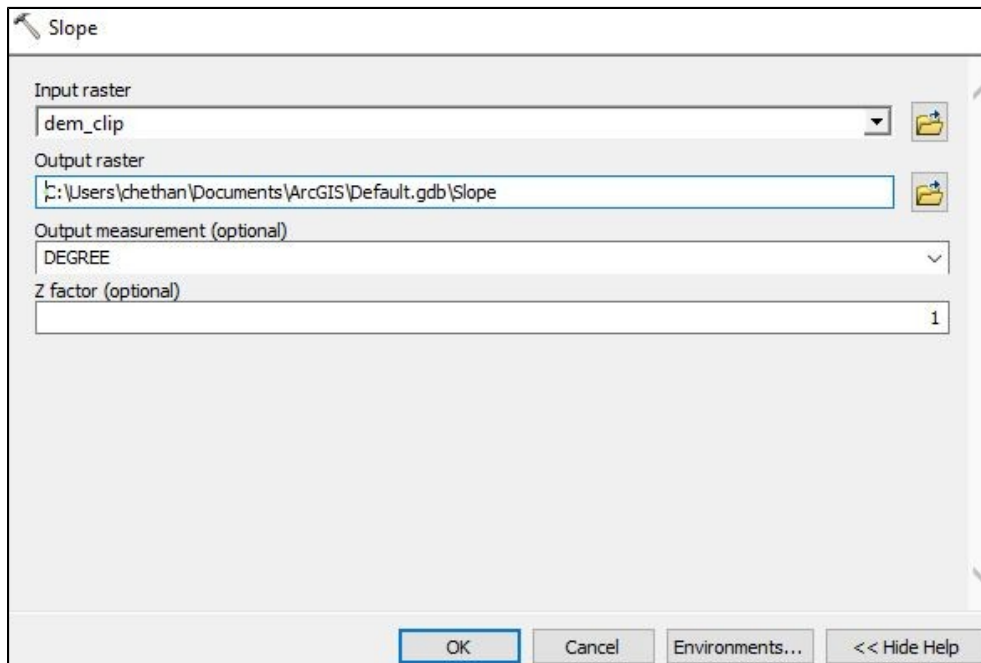 Slope
Input raster
dem_clip
Output raster
C:\Users\chethan\Documents\ArcGIS\Default.gdb\Slope
Output measurement (optional)
DEGREE
Z factor (optional)
1
OK Cancel Environments... << Hide Help